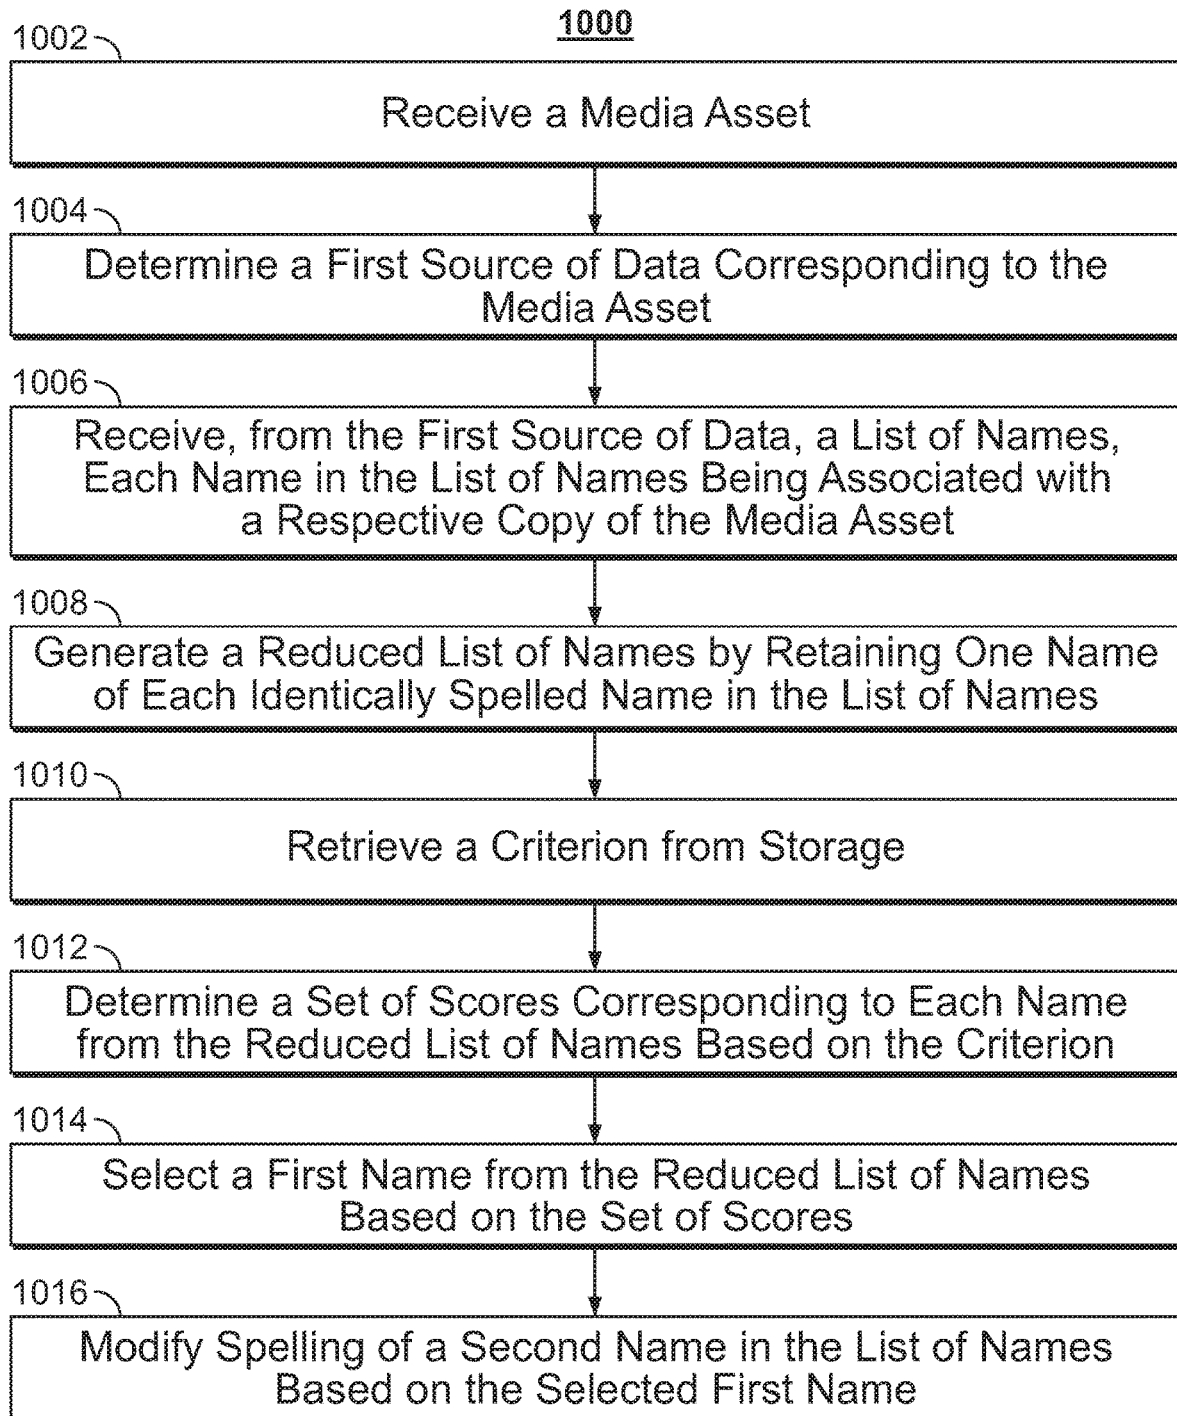 1000
1002
Receive a Media Asset
1004
Determine a First Source of Data Corresponding to the
Media Asset
1006
Receive, from the First Source of Data, a List of Names,
Each Name in the List of Names Being Associated with
a Respective Copy of the Media Asset
1008
Generate a Reduced List of Names by Retaining One Name
of Each Identically Spelled Name in the List of Names
1010
Retrieve a Criterion from Storage
1012
Determine a Set of Scores Corresponding to Each Name
from the Reduced List of Names Based on the Criterion
1014
Select a First Name from the Reduced List of Names
Based on the Set of Scores
1016
Modify Spelling of a Second Name in the List of Names
Based on the Selected First Name